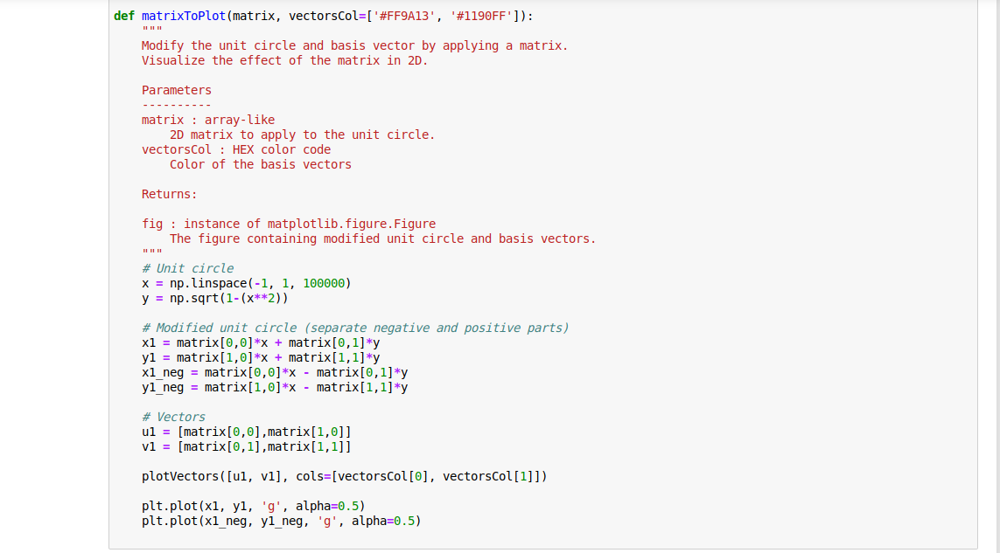 def matrixToPlot(matrix, vectorsCol=['#FF9A13', '#1190FF']):
    """
    Modify the unit circle and basis vector by applying a matrix.
    Visualize the effect of the matrix in 2D.

    Parameters
    ----------
    matrix : array-like
        2D matrix to apply to the unit circle.
    vectorsCol : HEX color code
        Color of the basis vectors

    Returns:

    fig : instance of matplotlib.figure.Figure
        The figure containing modified unit circle and basis vectors.
    """
    # Unit circle
    x = np.linspace(-1, 1, 100000)
    y = np.sqrt(1-(x**2))

    # Modified unit circle (separate negative and positive parts)
    x1 = matrix[0,0]*x + matrix[0,1]*y
    y1 = matrix[1,0]*x + matrix[1,1]*y
    x1_neg = matrix[0,0]*x - matrix[0,1]*y
    y1_neg = matrix[1,0]*x - matrix[1,1]*y

    # Vectors
    u1 = [matrix[0,0],matrix[1,0]]
    v1 = [matrix[0,1],matrix[1,1]]

    plotVectors([u1, v1], cols=[vectorsCol[0], vectorsCol[1]])

    plt.plot(x1, y1, 'g', alpha=0.5)
    plt.plot(x1_neg, y1_neg, 'g', alpha=0.5)